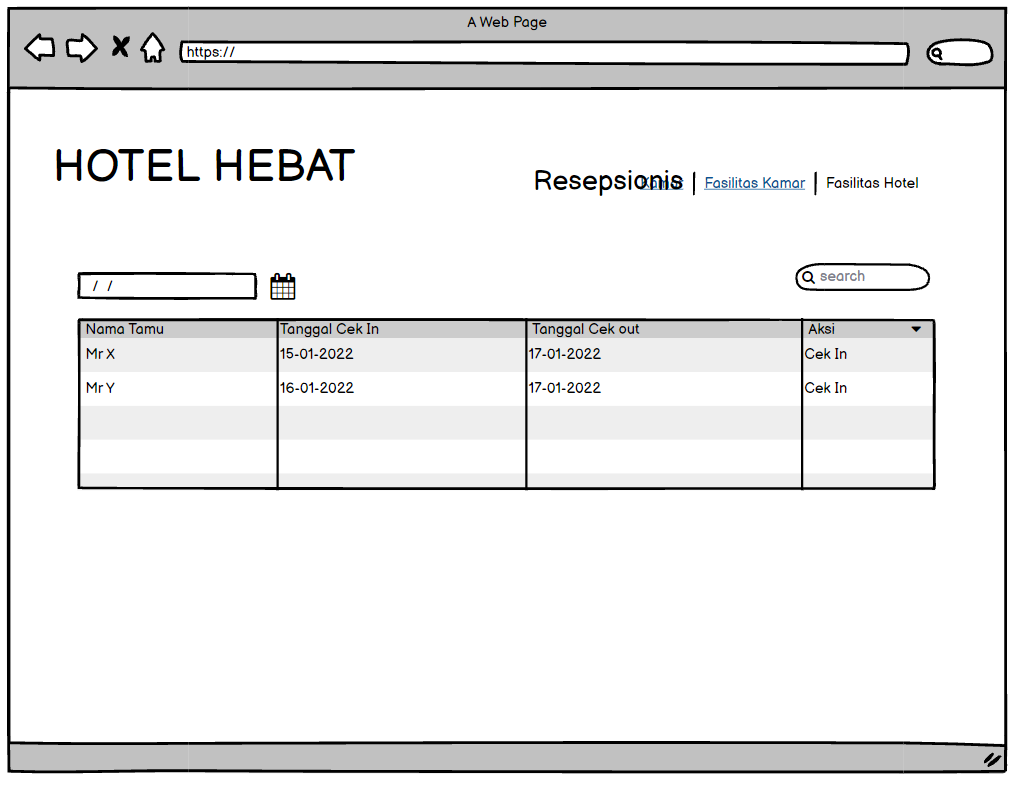 A Web Page
https://
HOTEL HEBAT
Resepsionis
Kamar | Fasilitas Kamar | Fasilitas Hotel
/ /
search
Nama Tamu Tanggal Cek In Tanggal Cek out Aksi
Mr X 15-01-2022 17-01-2022 Cek In
Mr Y 16-01-2022 17-01-2022 Cek In